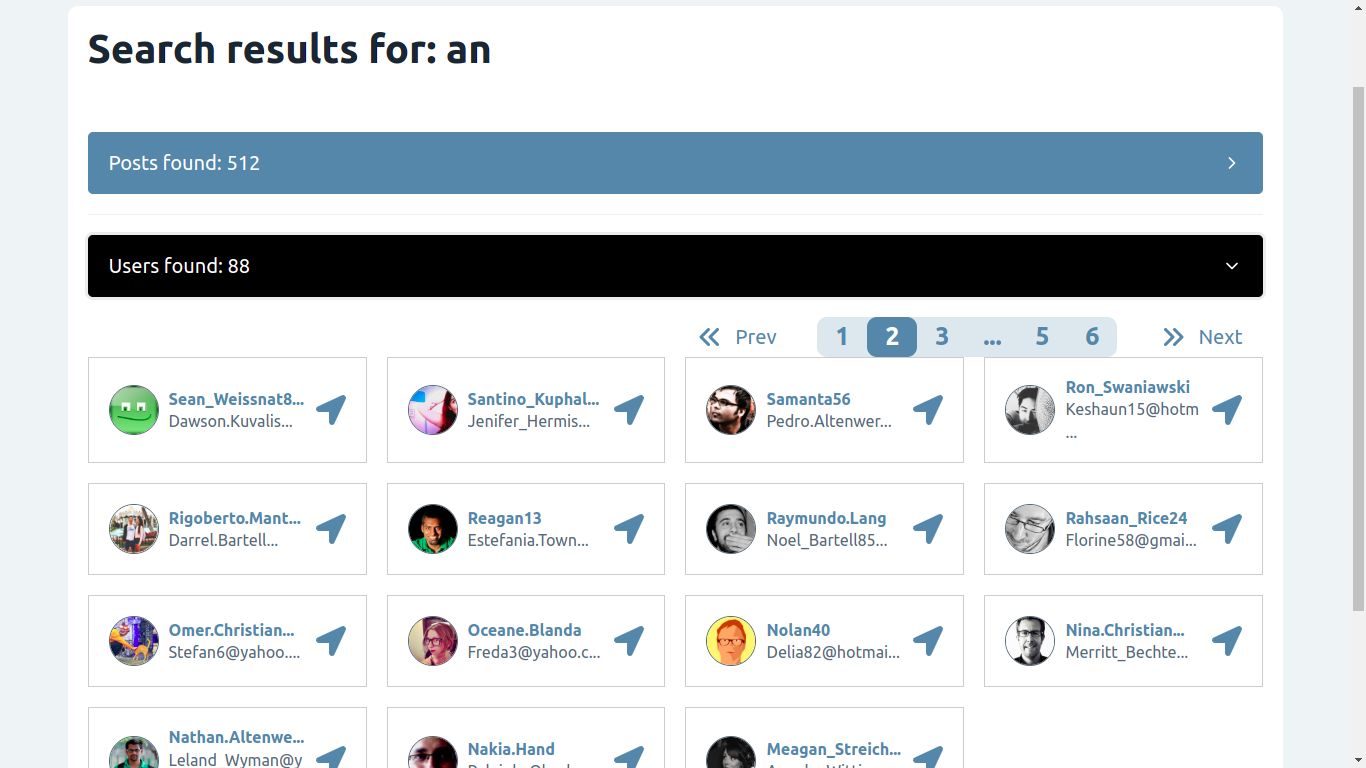 Search results for: an
Posts found: 512
Users found: 88
Prev 1 2 3 ... 5 6 Next
Sean_Weissnat8...
Dawson.Kuvalis...
Santino_Kuphal...
Jenifer_Hermis...
Samanta56
Pedro.Altenwer...
Ron_Swaniawski
Keshaun15@hotm
...
Rigoberto.Mant...
Darrel.Bartell...
Reagan13
Estefania.Town...
Raymundo.Lang
Noel_Bartell85...
Rahsaan_Rice24
Florine58@gmai...
Omer.Christian...
Stefan6@yahoo....
Oceane.Blanda
Freda3@yahoo.c...
Nolan40
Delia82@hotmai...
Nina.Christian...
Merritt_Bechte...
Nathan.Altenwe...
Leland_Wyman@y
Nakia.Hand
Meagan_Streich...